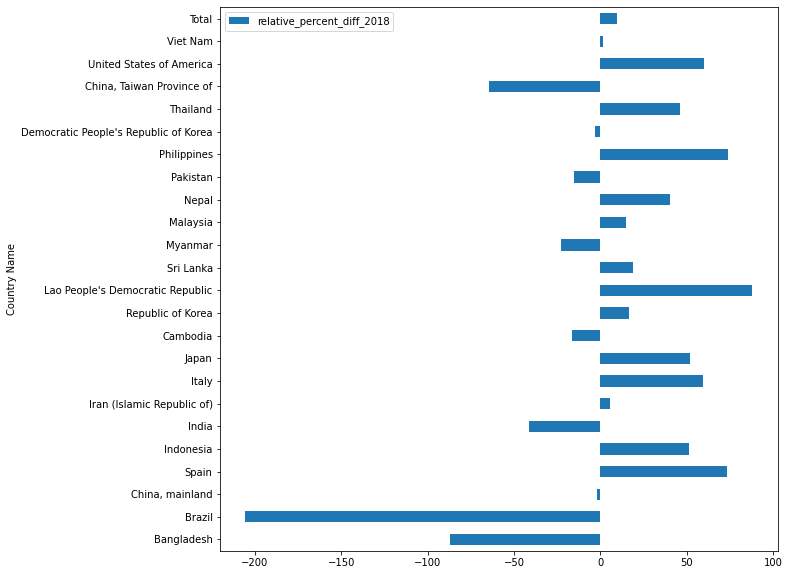 relative_percent_diff_2018
Total
Viet Nam
United States of America
China, Taiwan Province of
Thailand
Democratic People's Republic of Korea
Philippines
Pakistan
Nepal
Malaysia
Myanmar
Sri Lanka
Lao People's Democratic Republic
Republic of Korea
Cambodia
Japan
Italy
Iran (Islamic Republic of)
India
Indonesia
Spain
China, mainland
Brazil
Bangladesh
Country Name
−200 −150 −100 −50 0 50 100